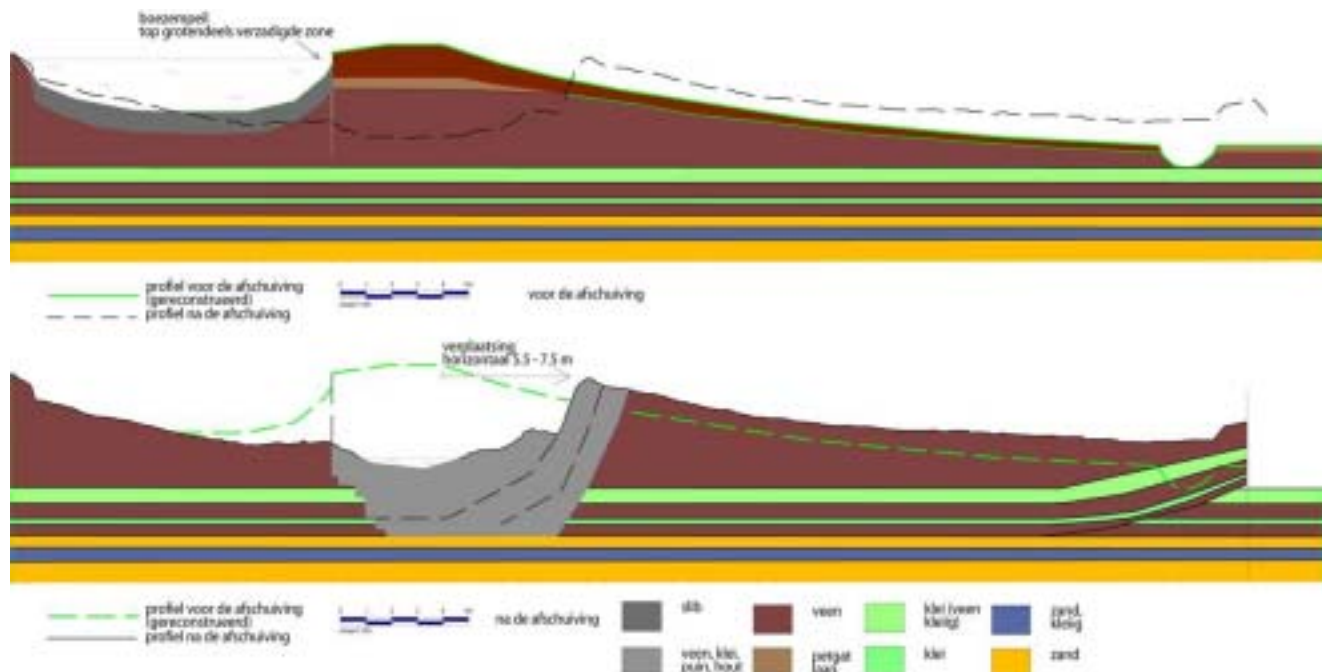 boezempeil
top grotendeels verzadigde zone
profiel voor de afschuiving
(gereconstrueerd)
profiel na de afschuiving
voor de afschuiving
verplaatsing
horizontaal 5.5 - 7.5 m
profiel voor de afschuiving
(gereconstrueerd)
profiel na de afschuiving
na de afschuiving
slib
veen
klei (veen
kleiig)
zand,
kleiig
veen, klei,
puin, hout
petgat
klei
zand